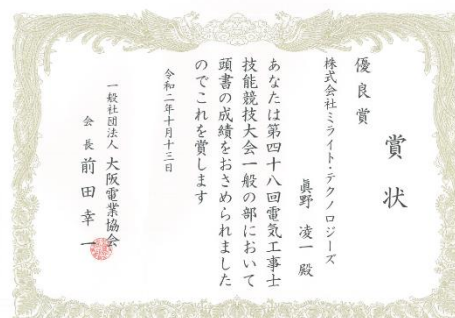 賞状
優良賞
株式会社ミライト・テクノロジーズ
眞野 凌一 殿
あなたは第四十八回電気工事士
技能競技大会一般の部において
頭書の成績をおさめられました
のでこれを賞します
令和二年十月十三日
一般社団法人 大阪電業協会
会長 前田幸一